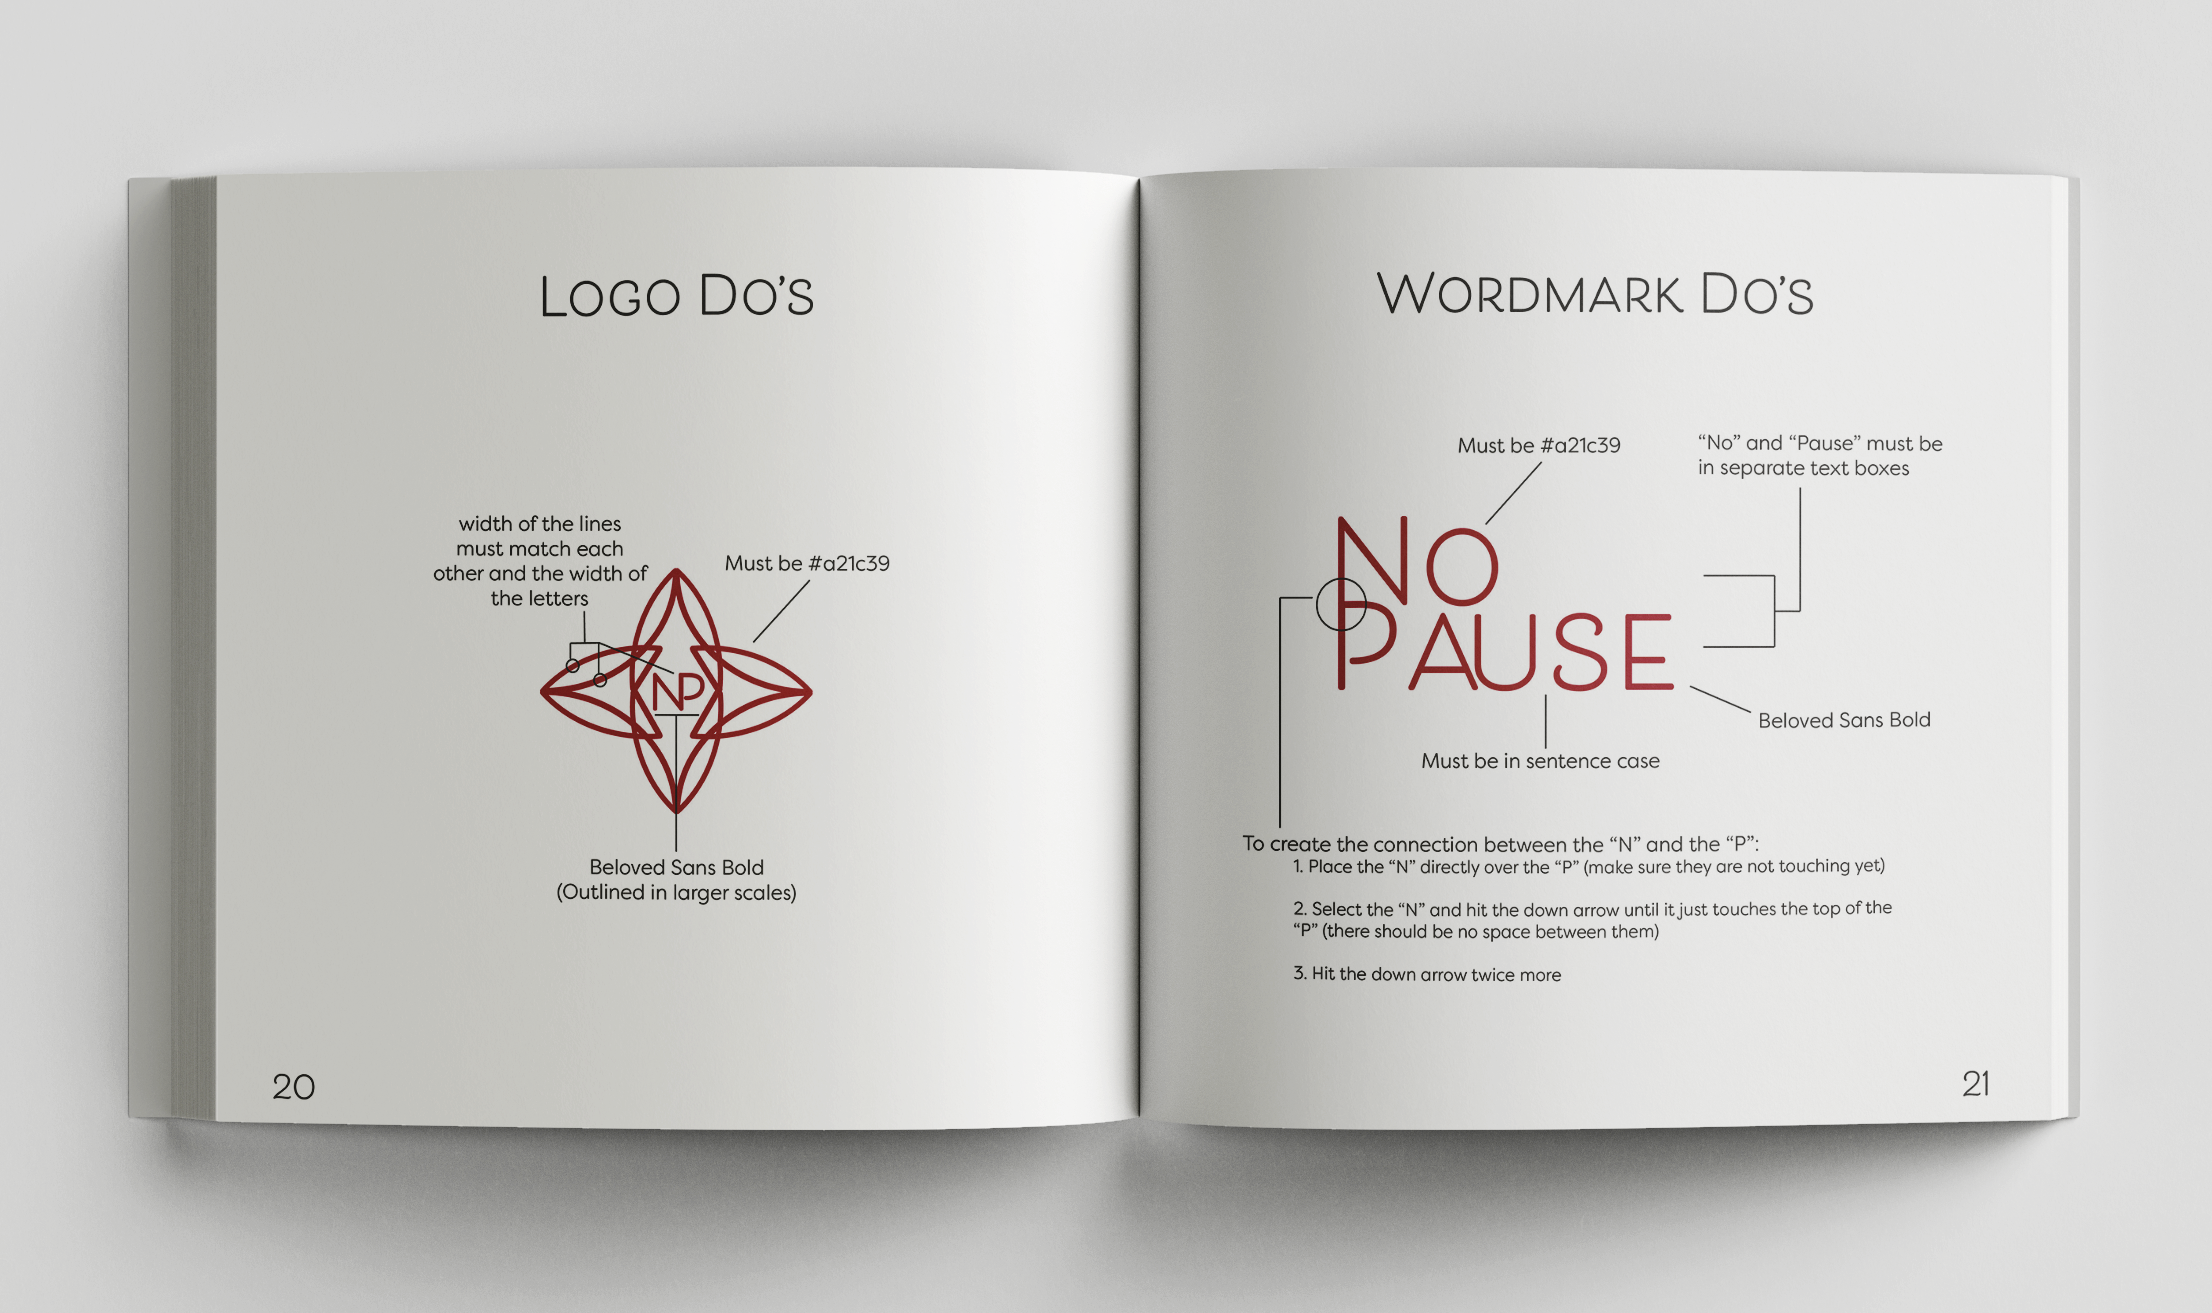 LOGO DO'S
width of the lines
must match each
other and the width of
the letters
Must be #a21c39
NP
Beloved Sans Bold
(Outlined in larger scales)
20
WORDMARK DO'S
Must be #a21c39
“No” and “Pause” must be
in separate text boxes
NO
PAUSE
Beloved Sans Bold
Must be in sentence case
To create the connection between the “N” and the “P”:
1. Place the “N” directly over the “P” (make sure they are not touching yet)
2. Select the “N” and hit the down arrow until it just touches the top of the
“P” (there should be no space between them)
3. Hit the down arrow twice more
21